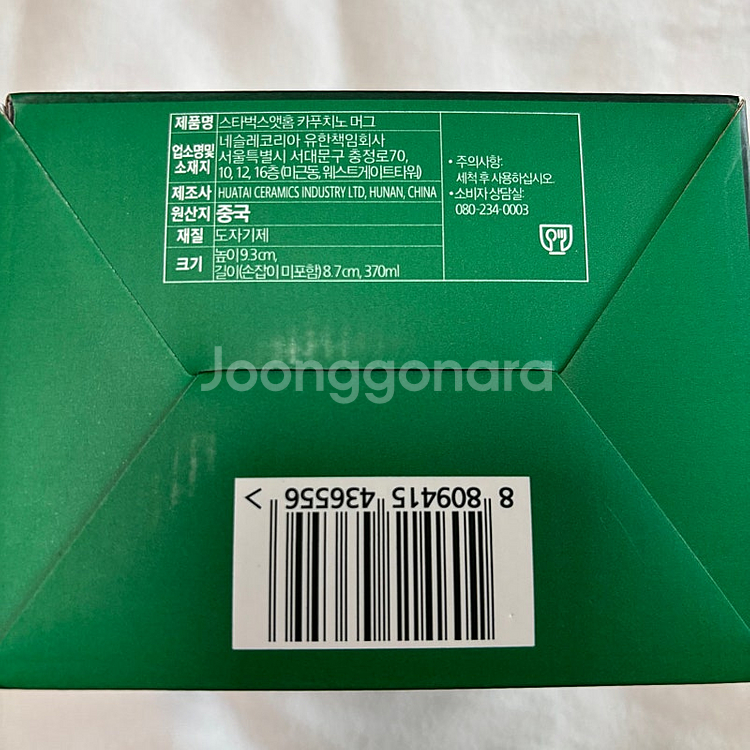 제품명 스타벅스앳홈 카푸치노 머그
업소명및 소재지 네슬레코리아 유한책임회사
서울특별시 서대문구 충정로70,
10, 12, 16층 (미근동, 웨스트게이트타워)
제조사 HUATAI CERAMICS INDUSTRY LTD, HUNAN, CHINA
원산지 중국
재질 도자기제
크기 높이 9.3cm,
길이(손잡이 미포함) 8.7cm, 370ml
• 주의사항:
세척 후 사용하십시오.
• 소비자 상담실:
080-234-0003
Joonggonara
8 809415 436556 >